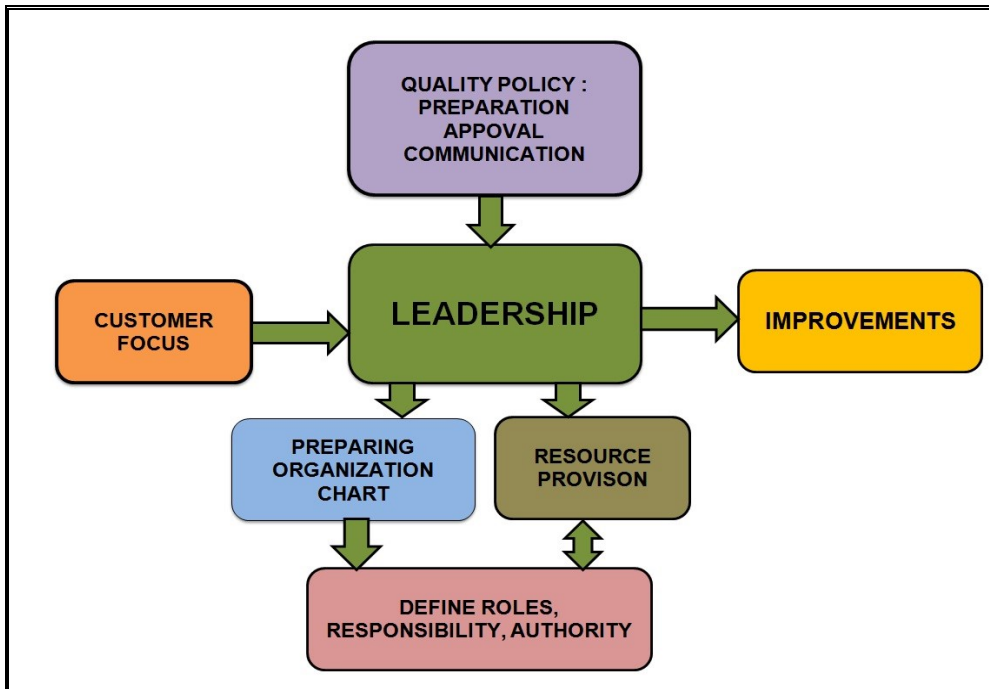 QUALITY POLICY :
PREPARATION
APPOVAL
COMMUNICATION
LEADERSHIP
CUSTOMER
FOCUS
IMPROVEMENTS
PREPARING
ORGANIZATION
CHART
RESOURCE
PROVISON
DEFINE ROLES,
RESPONSIBILITY, AUTHORITY